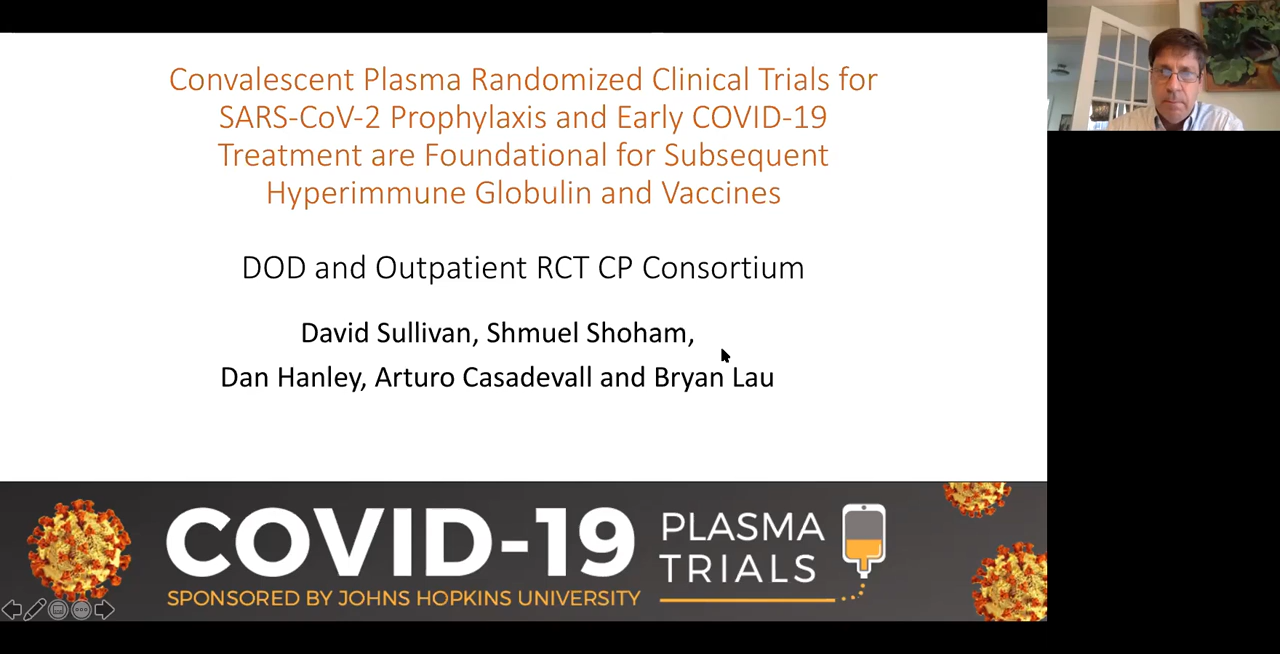 Convalescent Plasma Randomized Clinical Trials for
SARS-CoV-2 Prophylaxis and Early COVID-19
Treatment are Foundational for Subsequent
Hyperimmune Globulin and Vaccines
DOD and Outpatient RCT CP Consortium
David Sullivan, Shmuel Shoham,
Dan Hanley, Arturo Casadevall and Bryan Lau
COVID-19
PLASMA
TRIALS
SPONSORED BY JOHNS HOPKINS UNIVERSITY